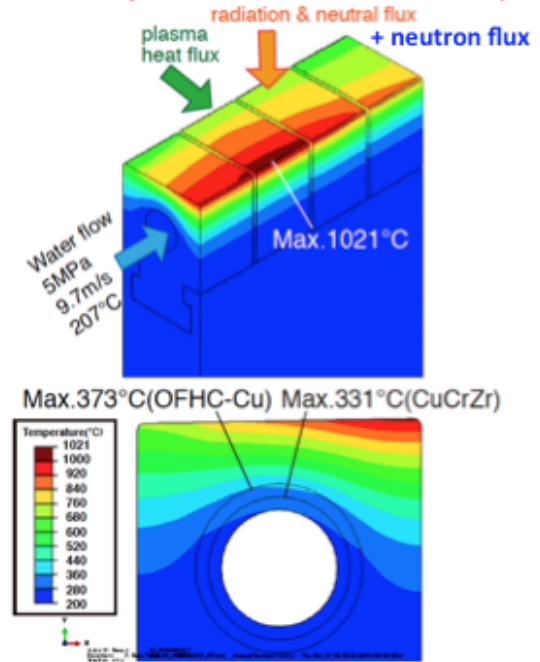 radiation & neutral flux
plasma
heat flux
+ neutron flux
Max.1021°C
Water flow
5MPa
9.7m/s
207°C
Max.373°C(OFHC-Cu) Max.331°C(CuCrZr)
Temperature(°C)
1021
1000
920
840
760
680
600
520
440
360
280
200
Y
X